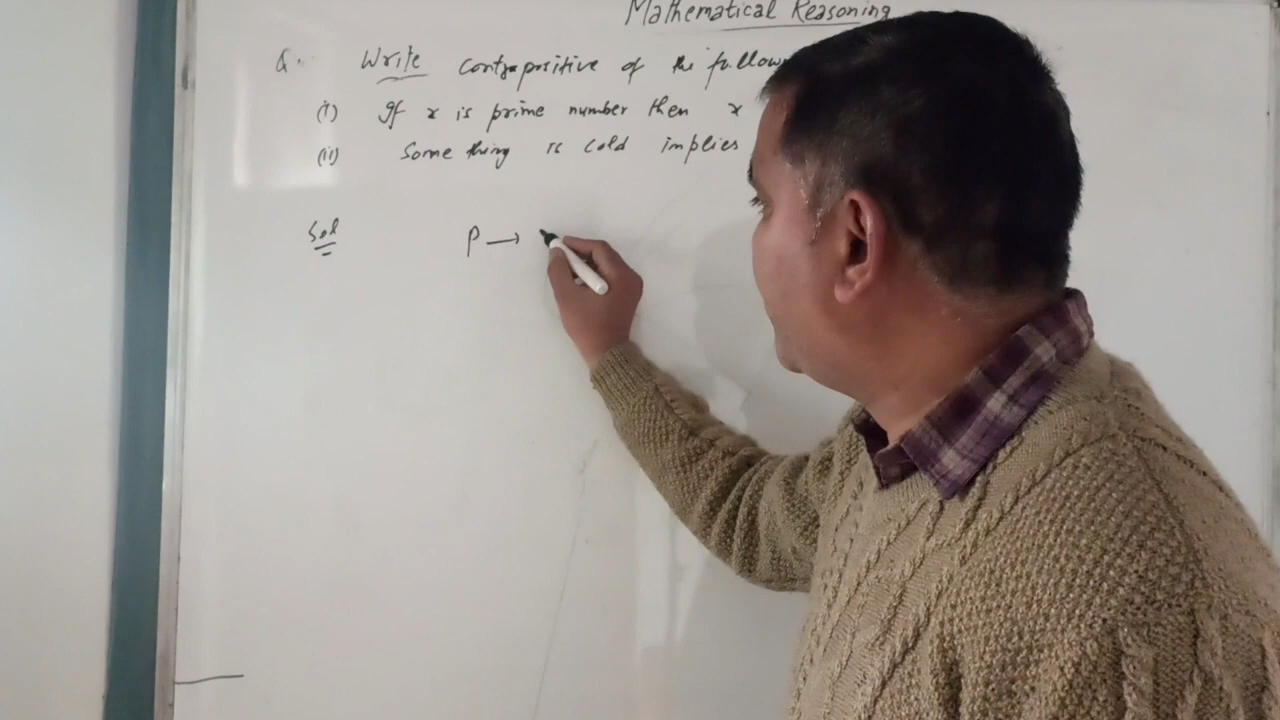 Mathematical Reasoning
Q. Write contrapositive of the follow
(i) If x is prime number then x
(ii) Some thing is cold implies
Sol P →